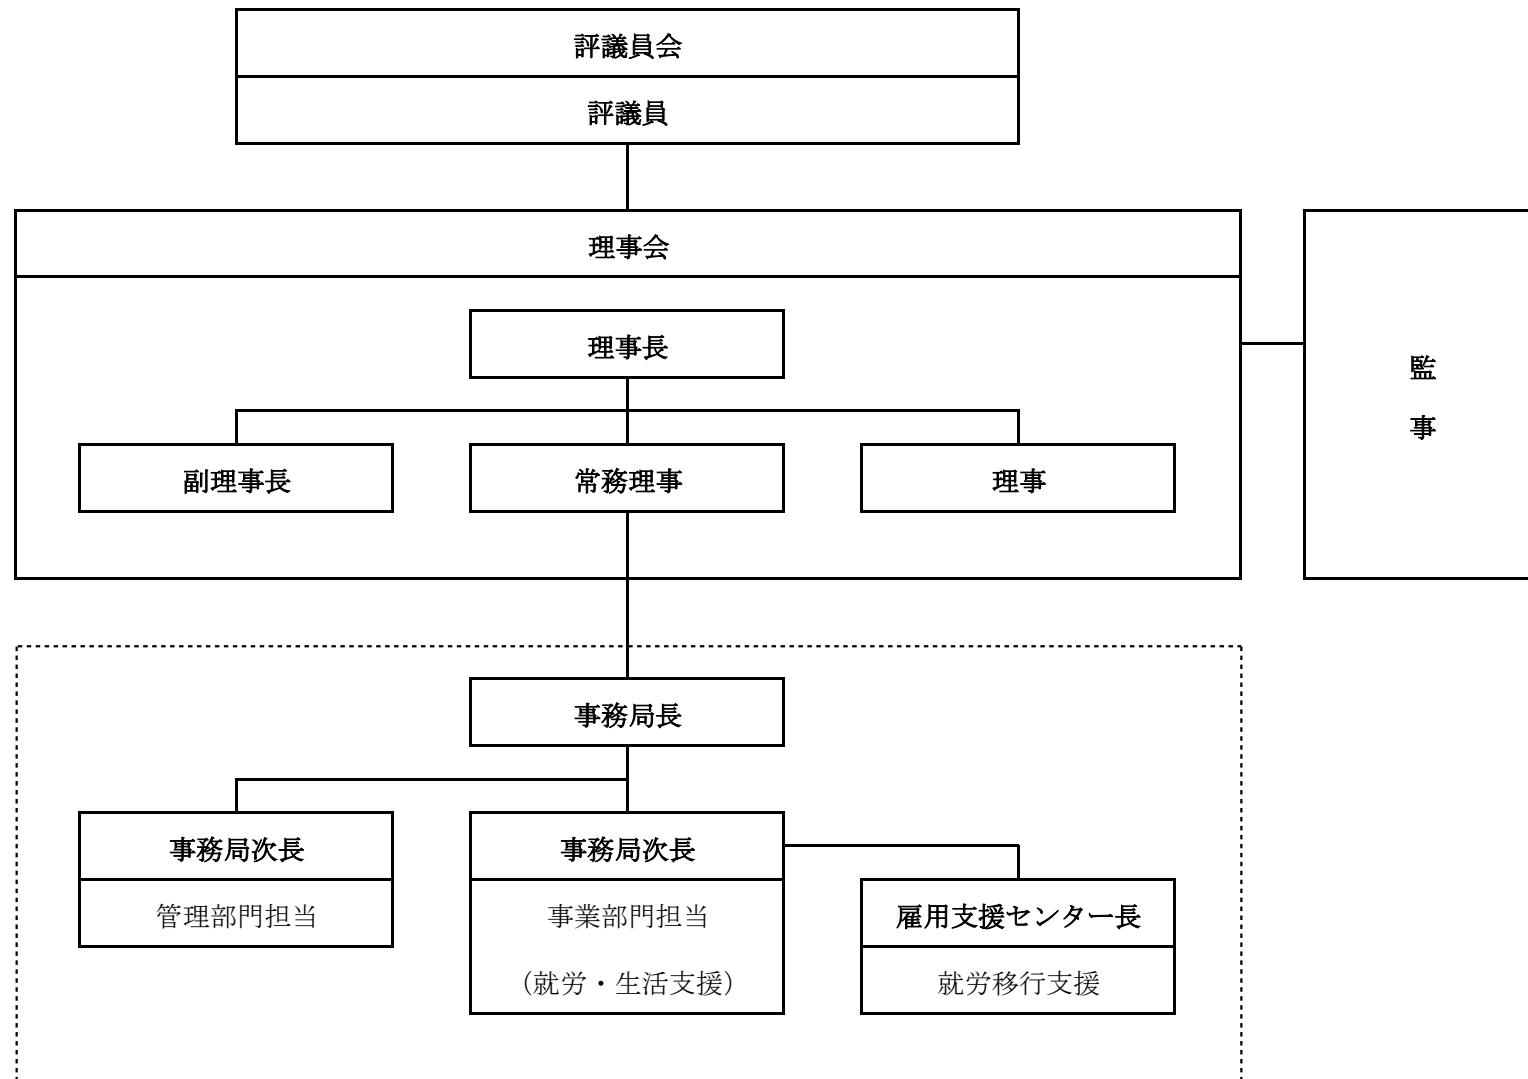 評議員会
評議員
理事会
理事長
副理事長
常務理事
理事
監
事
事務局長
事務局次長
管理部門担当
事務局次長
事業部門担当
（就労・生活支援）
雇用支援センター長
就労移行支援